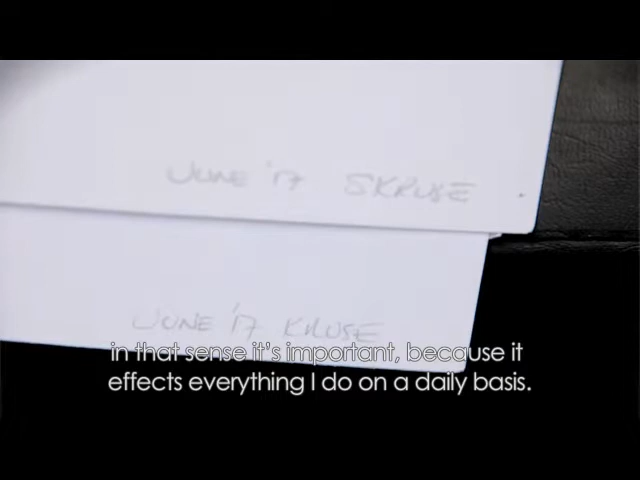 JUNE '17 SKRUSE
JUNE '17 KRUSE
in that sense it's important, because it
effects everything I do on a daily basis.